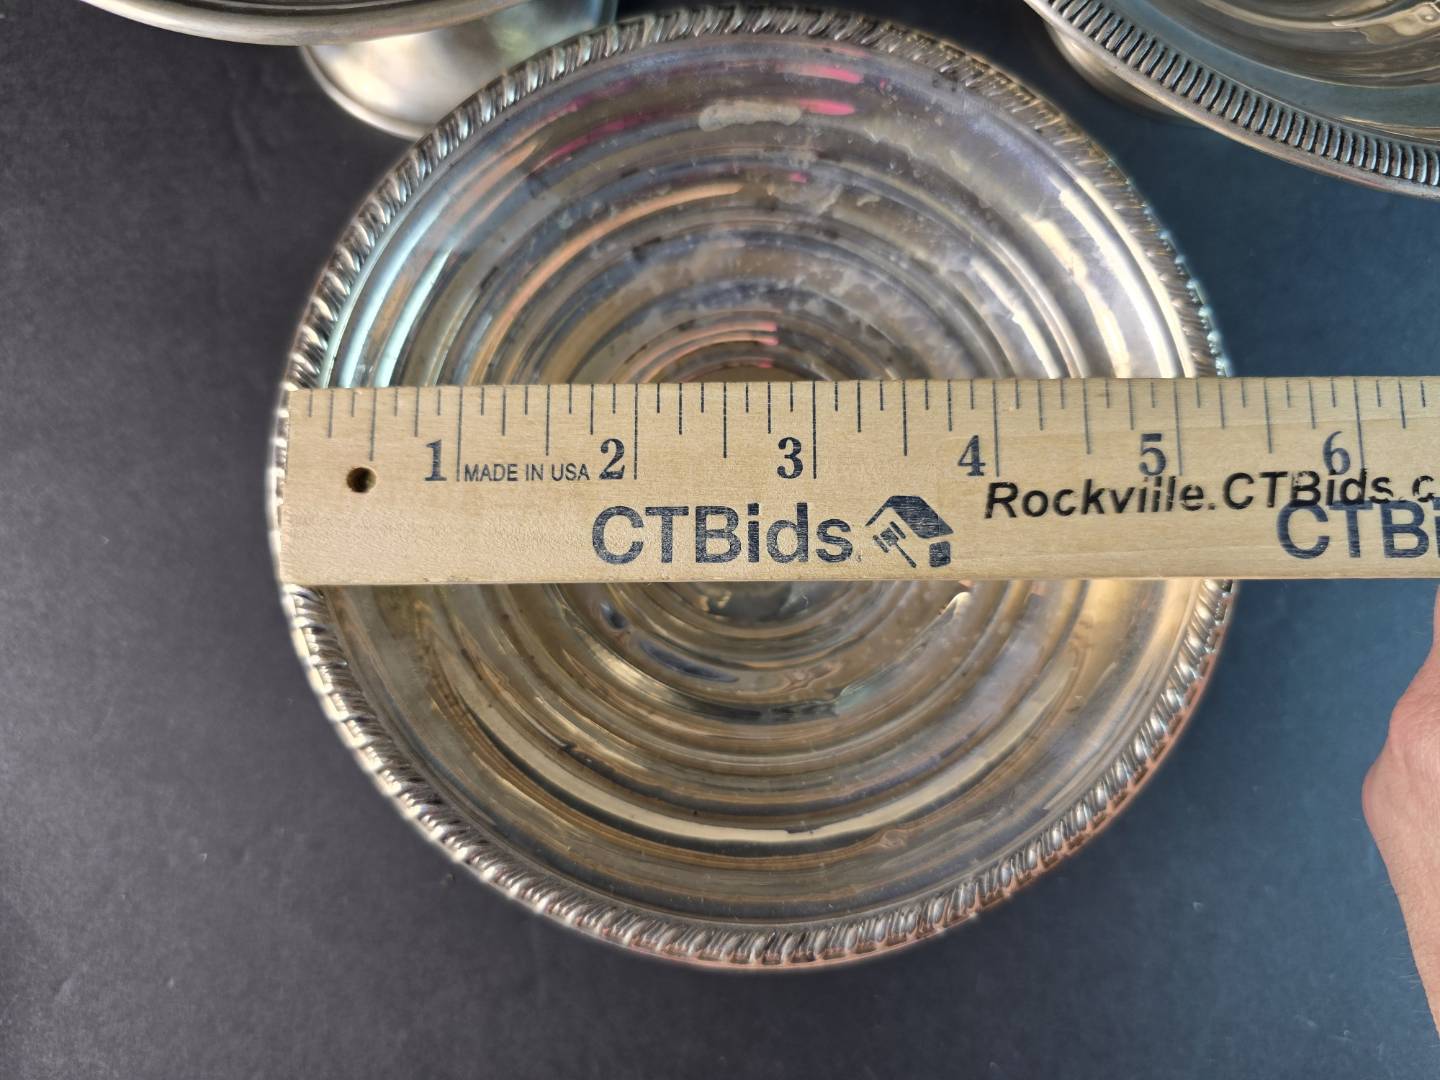 1 2 3 4 5 6
MADE IN USA
Rockville.CTBids.c
CTBids CTBi